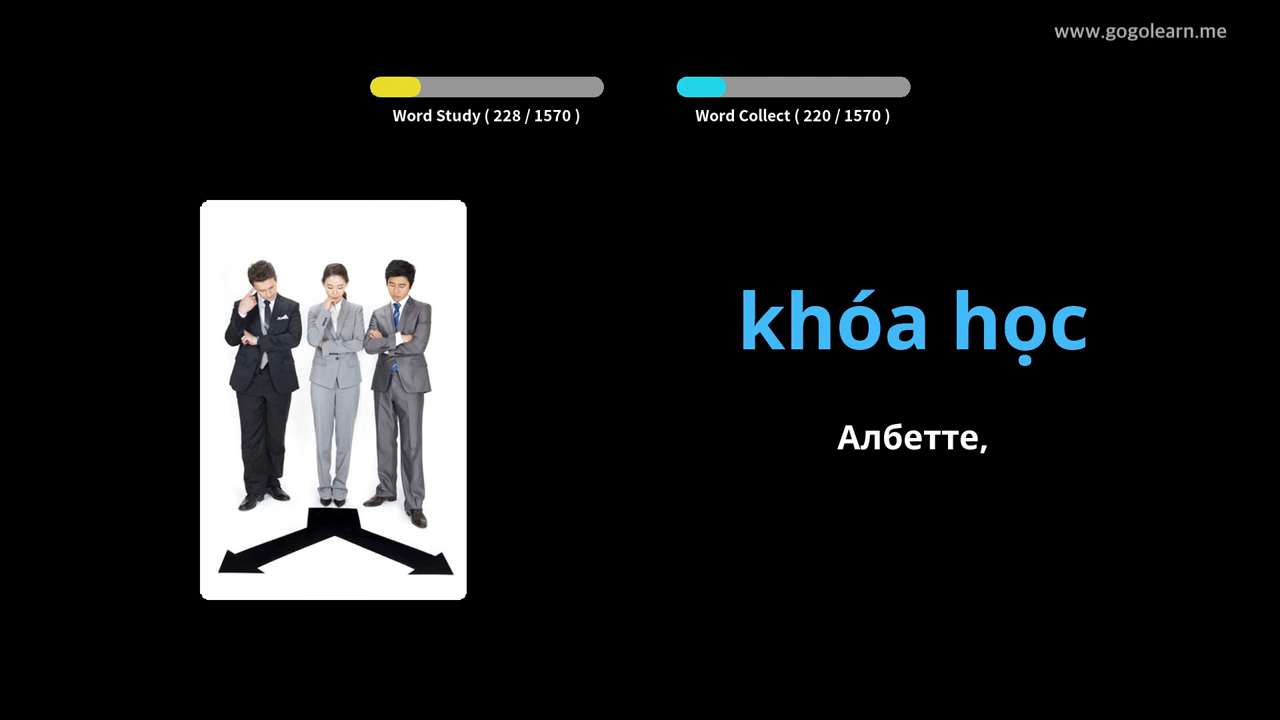 www.gogolearn.me
Word Study ( 228 / 1570 )
Word Collect ( 220 / 1570 )
khóa học
Албетте,